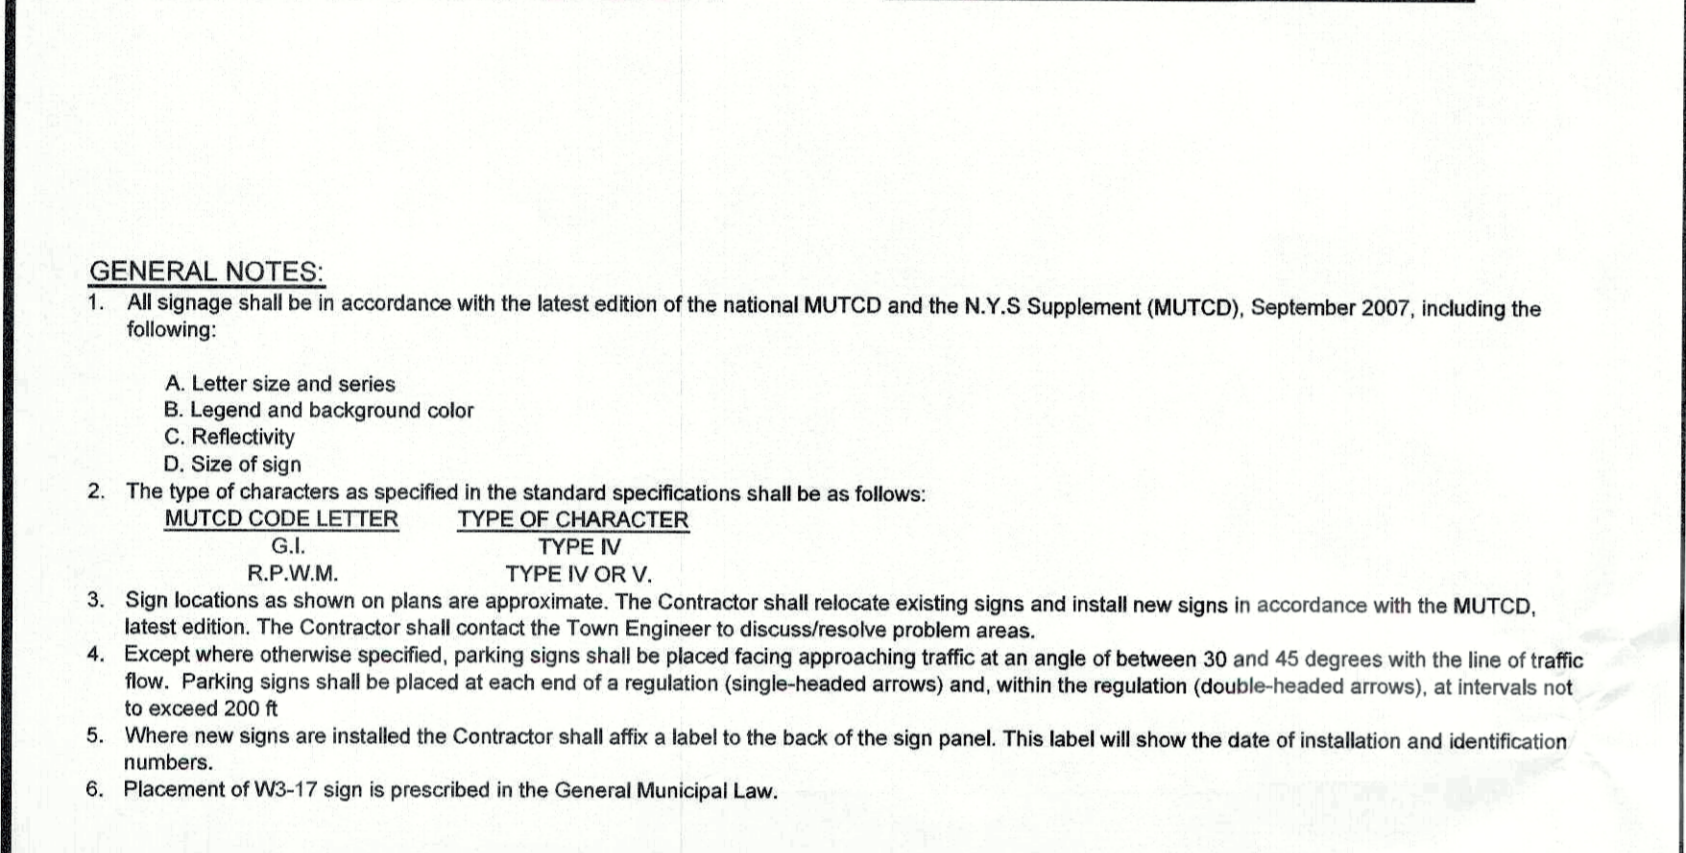 GENERAL NOTES:
1. All signage shall be in accordance with the latest edition of the national MUTCD and the N.Y.S Supplement (MUTCD), September 2007, including the
following:
A. Letter size and series
B. Legend and background color
C. Reflectivity
D. Size of sign
2. The type of characters as specified in the standard specifications shall be as follows:
MUTCD CODE LETTER TYPE OF CHARACTER
G.I. TYPE IV
R.P.W.M. TYPE IV OR V.
3. Sign locations as shown on plans are approximate. The Contractor shall relocate existing signs and install new signs in accordance with the MUTCD,
latest edition. The Contractor shall contact the Town Engineer to discuss/resolve problem areas.
4. Except where otherwise specified, parking signs shall be placed facing approaching traffic at an angle of between 30 and 45 degrees with the line of traffic
flow. Parking signs shall be placed at each end of a regulation (single-headed arrows) and, within the regulation (double-headed arrows), at intervals not
to exceed 200 ft
5. Where new signs are installed the Contractor shall affix a label to the back of the sign panel. This label will show the date of installation and identification
numbers.
6. Placement of W3-17 sign is prescribed in the General Municipal Law.